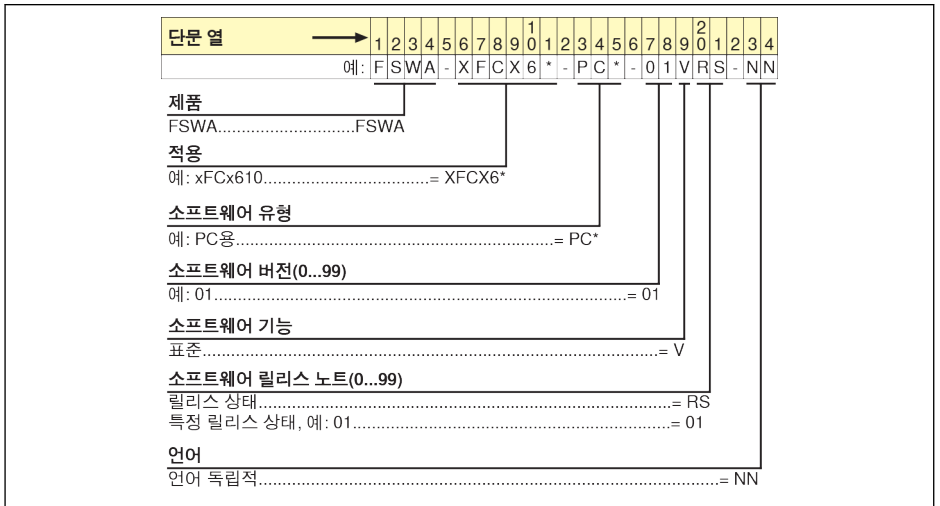 단문 열 1 2 3 4 5 6 7 8 9 10 1 2 3 4 5 6 7 8 9 20 1 2 3 4
예: F S W A - X F C X 6 * - P C * - 0 1 V R S - N N
제품
FSWA.............................FSWA
적용
예: xFCx610...................................= XFCX6*
소프트웨어 유형
예: PC용...................................................................= PC*
소프트웨어 버전(0...99)
예: 01.......................................................................................= 01
소프트웨어 기능
표준................................................................................................= V
소프트웨어 릴리스 노트(0...99)
릴리스 상태.......................................................................................= RS
특정 릴리스 상태, 예: 01...................................................................= 01
언어
언어 독립적.................................................................................................= NN